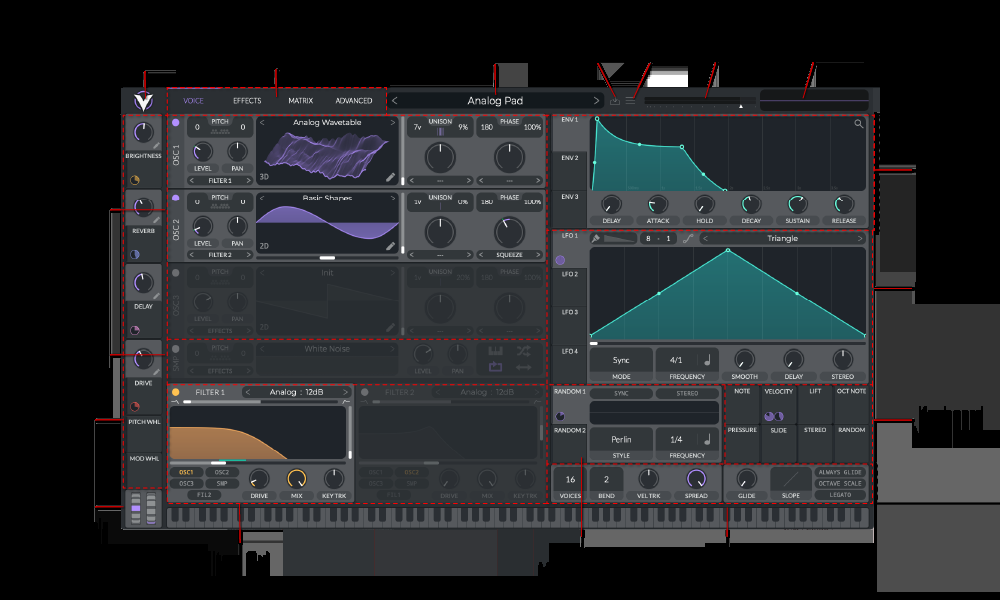 VOICE EFFECTS MATRIX ADVANCED
Analog Pad
BRIGHTNESS
REVERB
DELAY
DRIVE
PITCH WHL
MOD WHL
OSC 1
0 PITCH 0
LEVEL PAN
FILTER 1
Analog Wavetable
3D
7v UNISON 9%
180 PHASE 100%
---
---
OSC 2
0 PITCH 0
LEVEL PAN
FILTER 2
Basic Shapes
2D
1v UNISON 0%
180 PHASE 100%
---
SQUEEZE
OSC 3
0 PITCH 0
LEVEL PAN
EFFECTS
Init
2D
1v UNISON 20%
180 PHASE 100%
---
---
SMP
0 PITCH 0
EFFECTS
White Noise
LEVEL PAN
FILTER 1
Analog : 12dB
OSC1 OSC2
OSC3 SMP
FIL2
DRIVE MIX KEY TRK
FILTER 2
Analog : 12dB
OSC1 OSC2
OSC3 SMP
FIL1
DRIVE MIX KEY TRK
ENV 1
ENV 2
ENV 3
DELAY ATTACK HOLD DECAY SUSTAIN RELEASE
LFO 1
LFO 2
LFO 3
LFO 4
8 - 1
Triangle
Sync
MODE
4/1
FREQUENCY
SMOOTH DELAY STEREO
RANDOM 1
RANDOM 2
SYNC STEREO
Perlin
STYLE
1/4
FREQUENCY
NOTE VELOCITY LIFT OCT NOTE
PRESSURE SLIDE STEREO RANDOM
16
VOICES
2
BEND
VEL TRK SPREAD
GLIDE SLOPE
ALWAYS GLIDE
OCTAVE SCALE
LEGATO